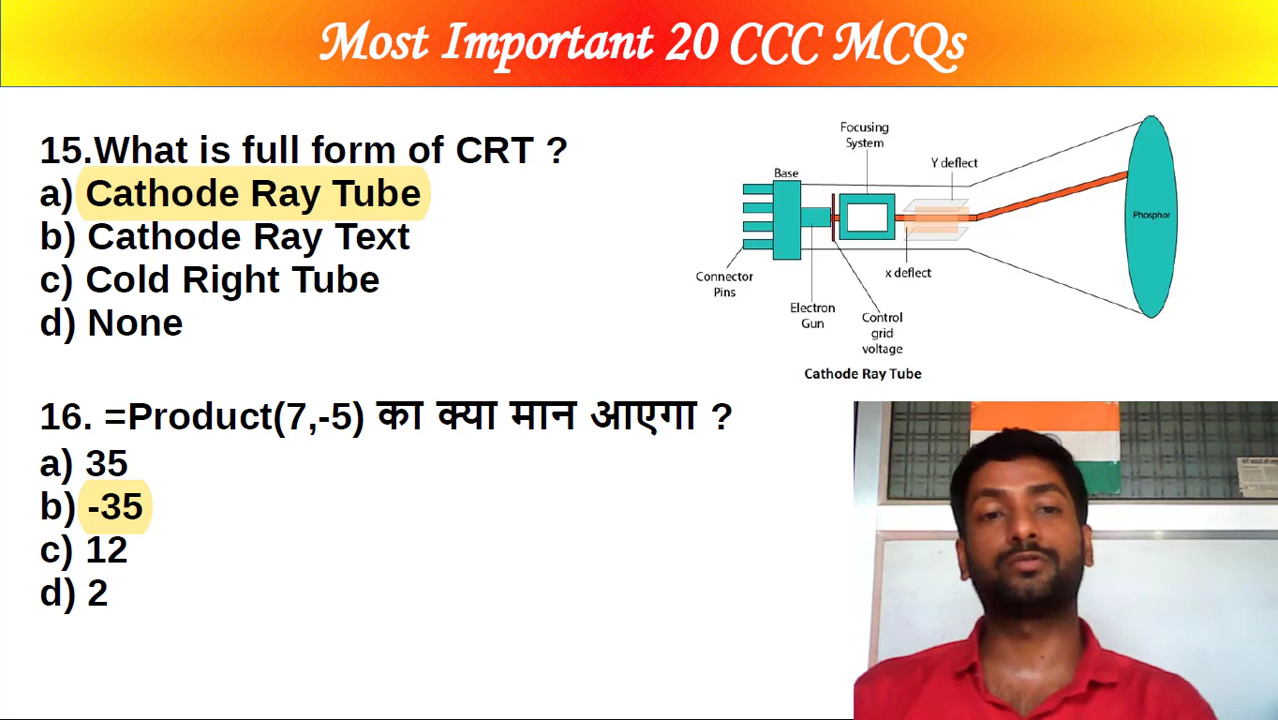 Most Important 20 CCC MCQs
15.What is full form of CRT ?
a) Cathode Ray Tube
b) Cathode Ray Text
c) Cold Right Tube
d) None
Focusing
System
Y deflect
Base
Phosphor
x deflect
Connector
Pins
Electron
Gun
Control
grid
voltage
Cathode Ray Tube
16. =Product(7,-5) का क्या मान आएगा ?
a) 35
b) -35
c) 12
d) 2